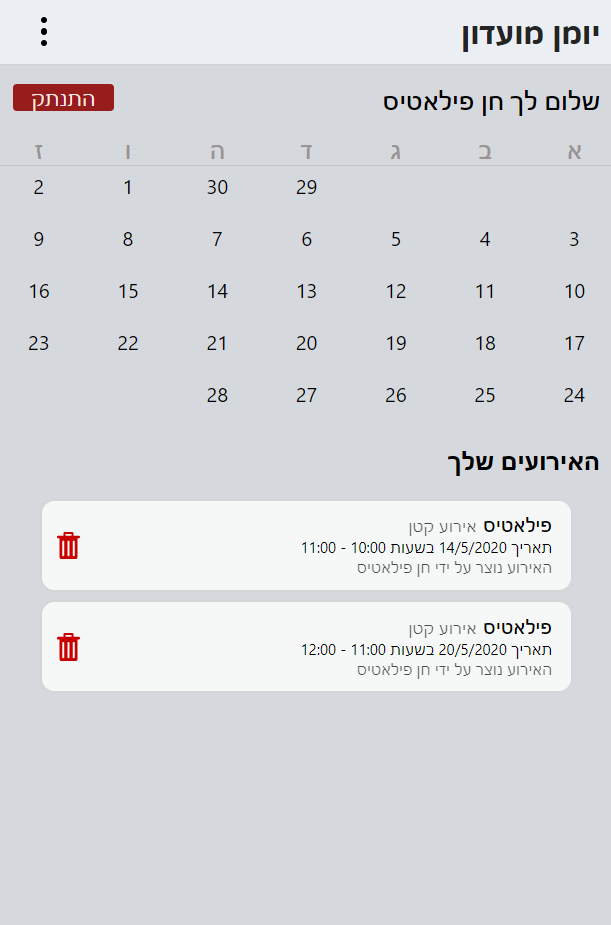 יומן מועדון
שלום לך חן פילאטיס
התנתק
א ב ג ד ה ו ז
29 30 1 2
3 4 5 6 7 8 9
10 11 12 13 14 15 16
17 18 19 20 21 22 23
24 25 26 27 28
האירועים שלך
פילאטיס אירוע קטן
תאריך 14/5/2020 בשעות 10:00 - 11:00
האירוע נוצר על ידי חן פילאטיס
פילאטיס אירוע קטן
תאריך 20/5/2020 בשעות 11:00 - 12:00
האירוע נוצר על ידי חן פילאטיס